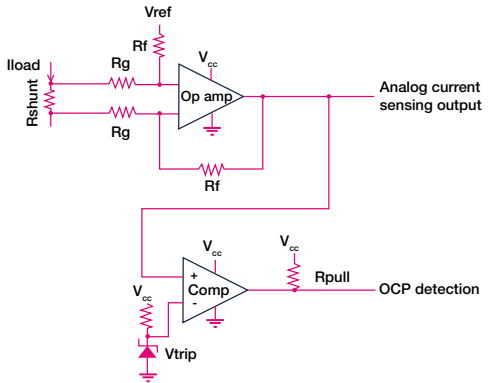 Vref
Rf
Vcc
Iload
Rg
Rshunt
Op amp
Analog current
sensing output
Rg
Rf
Vcc
Vcc
+
Rpull
Vcc
Comp
OCP detection
-
Vtrip